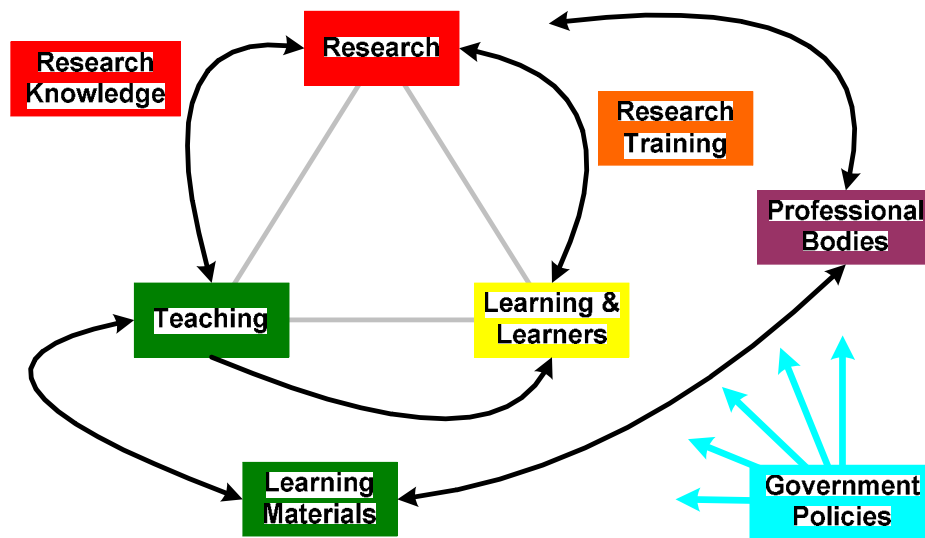 Research
Research
Knowledge
Research
Training
Professional
Bodies
Teaching
Learning &
Learners
Learning
Materials
Government
Policies